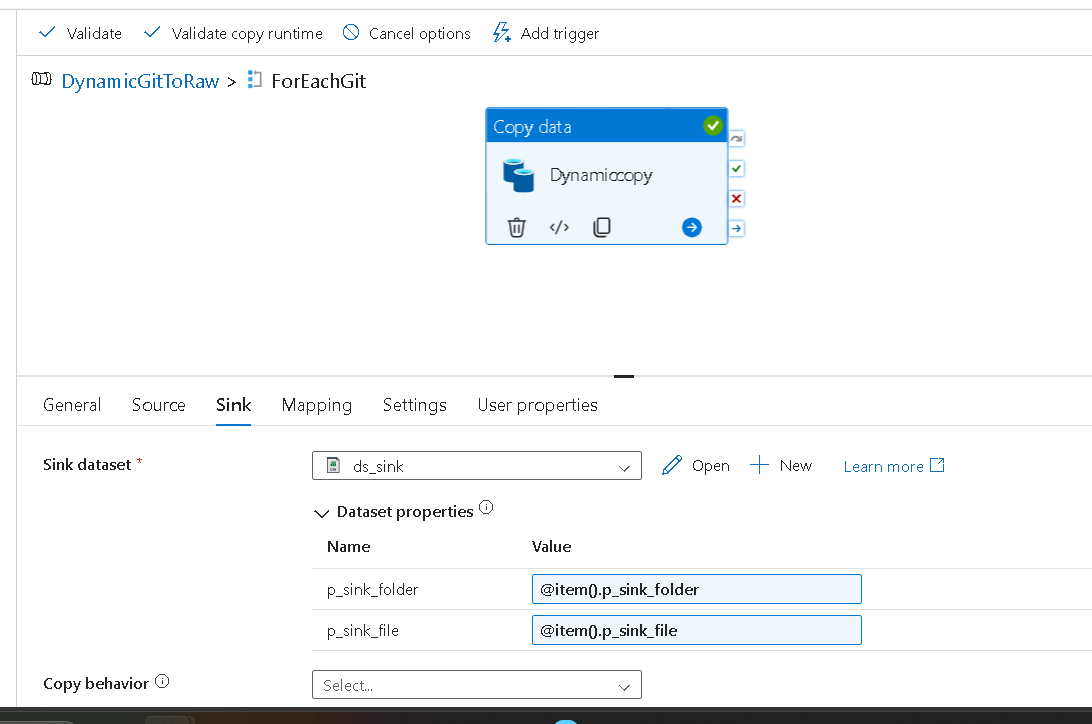 Validate Validate copy runtime Cancel options Add trigger
DynamicGitToRaw > ForEachGit
Copy data
Dynamiccopy
General Source Sink Mapping Settings User properties
Sink dataset * ds_sink Open New Learn more
Dataset properties
Name Value
p_sink_folder @item().p_sink_folder
p_sink_file @item().p_sink_file
Copy behavior Select...